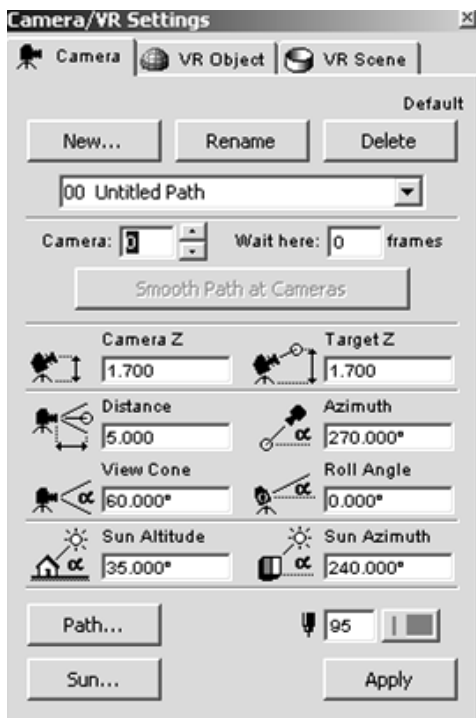 Camera/VR Settings
Camera VR Object VR Scene
Default
New... Rename Delete
00 Untitled Path
Camera: 0 Wait here: 0 frames
Smooth Path at Cameras
Camera Z Target Z
1.700 1.700
Distance Azimuth
5.000 270.000°
View Cone Roll Angle
α 60.000° α 0.000°
Sun Altitude Sun Azimuth
α 35.000° α 240.000°
Path... 95
Sun... Apply